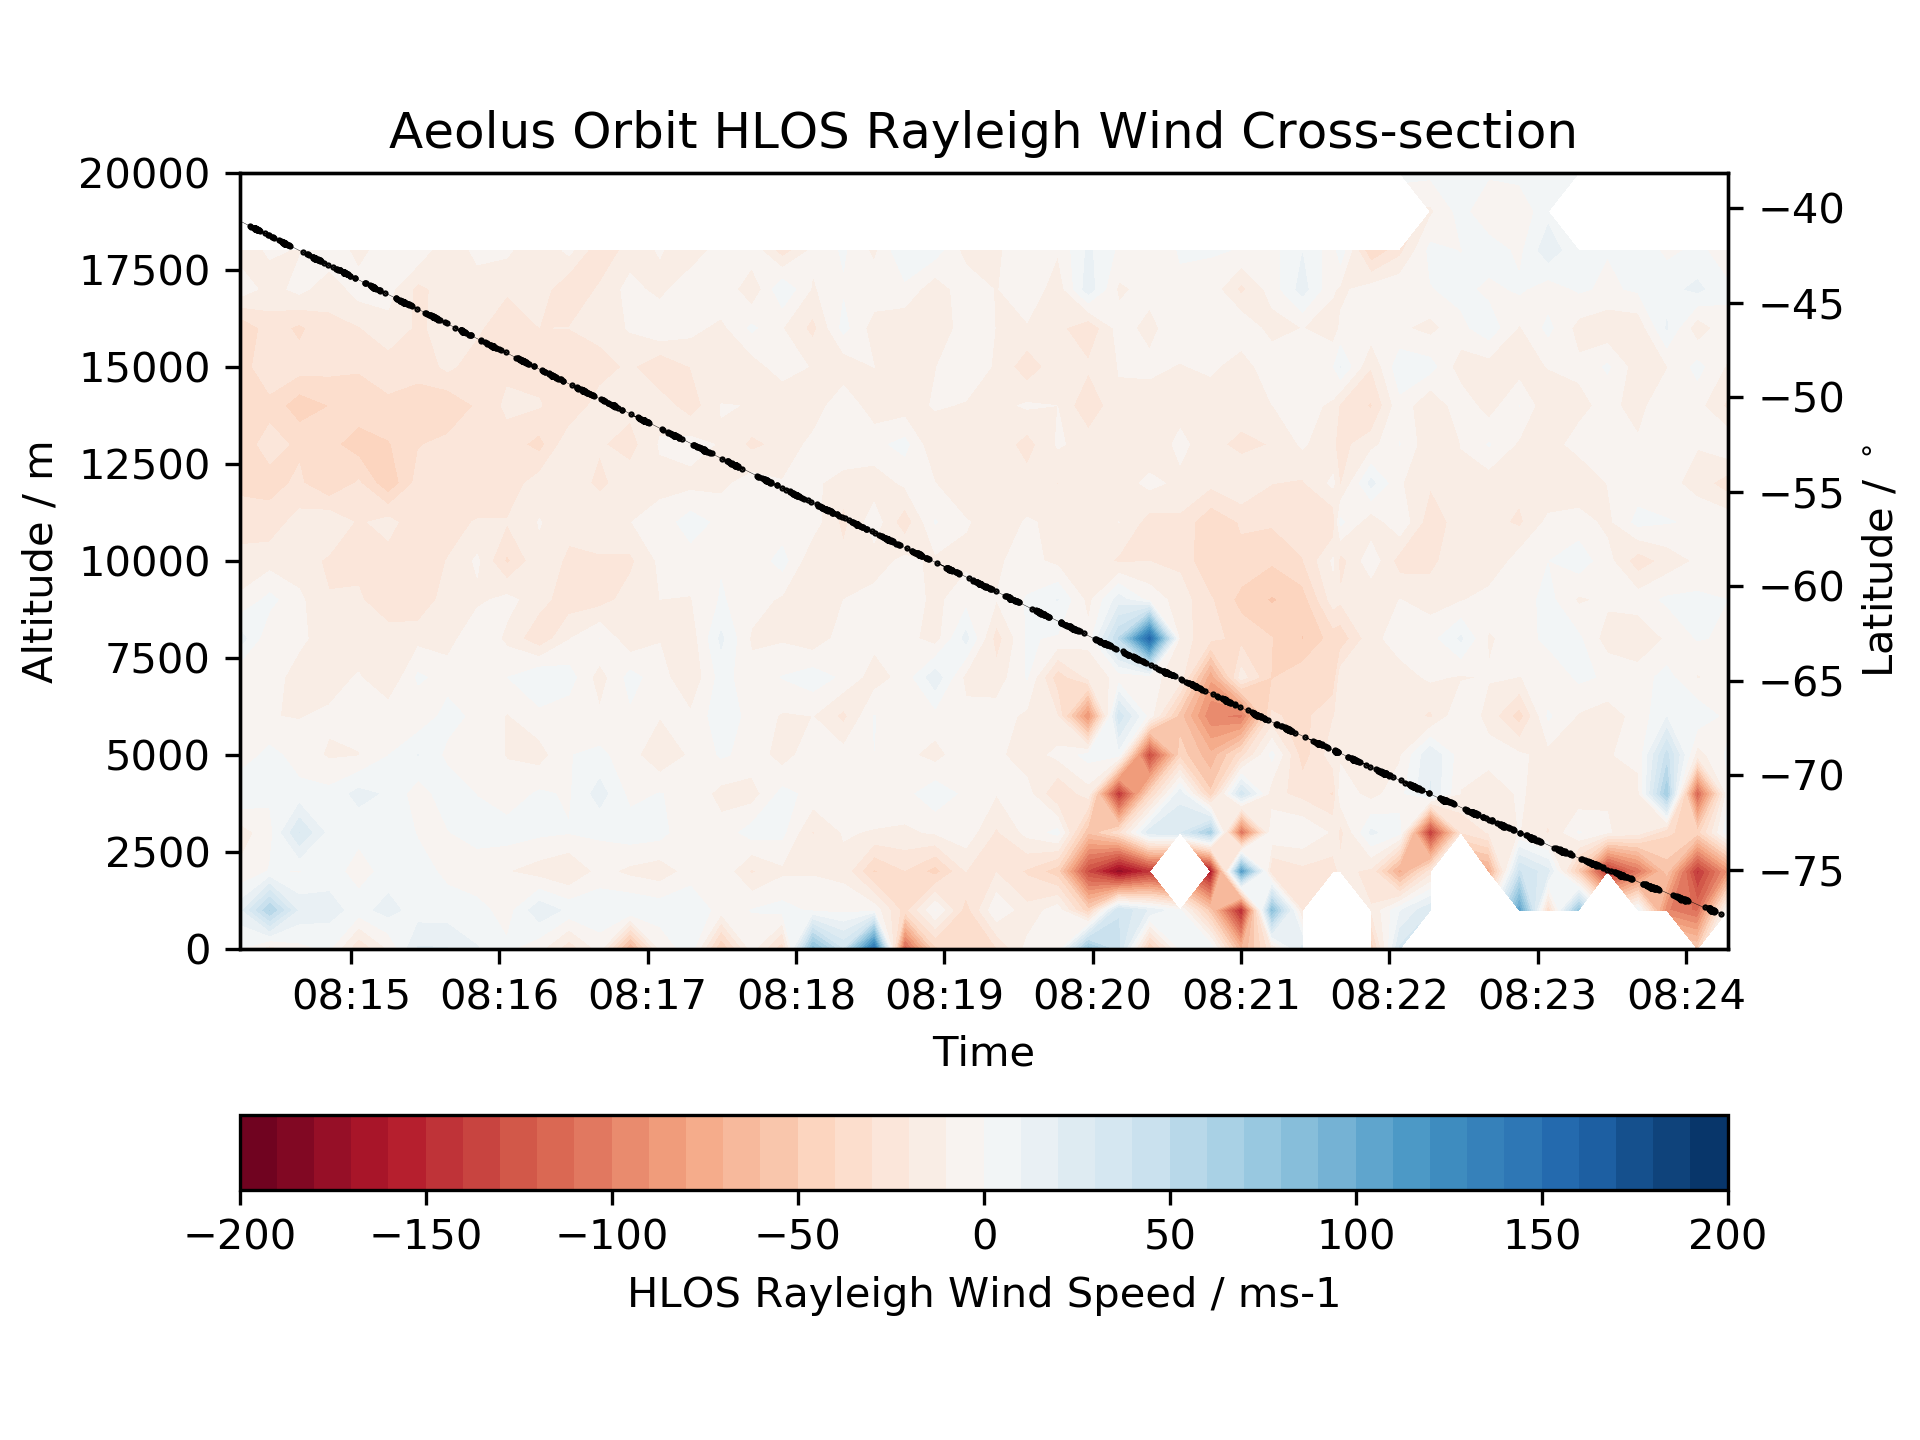 Aeolus Orbit HLOS Rayleigh Wind Cross-section
20000
17500
15000
12500
10000
7500
5000
2500
0
Altitude / m
−40
−45
−50
−55
−60
−65
−70
−75
Latitude / °
08:15 08:16 08:17 08:18 08:19 08:20 08:21 08:22 08:23 08:24
Time
−200 −150 −100 −50 0 50 100 150 200
HLOS Rayleigh Wind Speed / ms-1